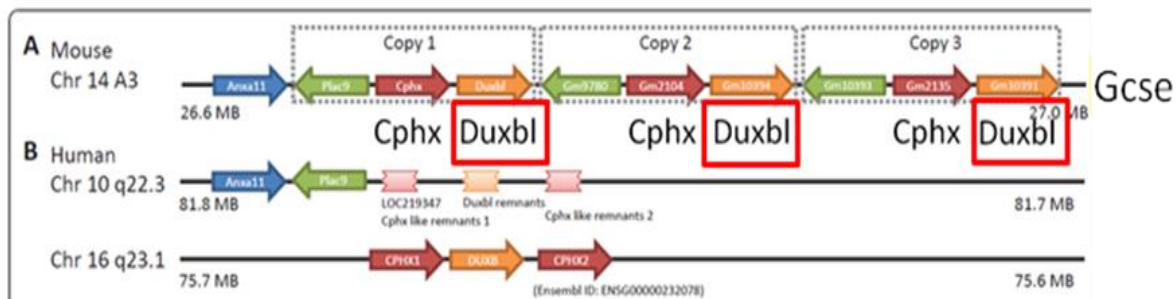 A Mouse
Chr 14 A3
Copy 1 Copy 2 Copy 3
Anxa11 Plac9 Cphx Duxbl Gm9780 Gm2104 Gm10394 Gm10393 Gm2135 Gm10391 Gcse
26.6 MB 27.0 MB
Cphx Duxbl Cphx Duxbl Cphx Duxbl
B Human
Chr 10 q22.3
Anxa11 Plac9
81.8 MB LOC219347 Duxbl remnants Cphx like remnants 2 81.7 MB
Cphx like remnants 1
Chr 16 q23.1 CPHX1 DUXB CPHX2
75.7 MB 75.6 MB
(Ensembl ID: ENSG00000232078)